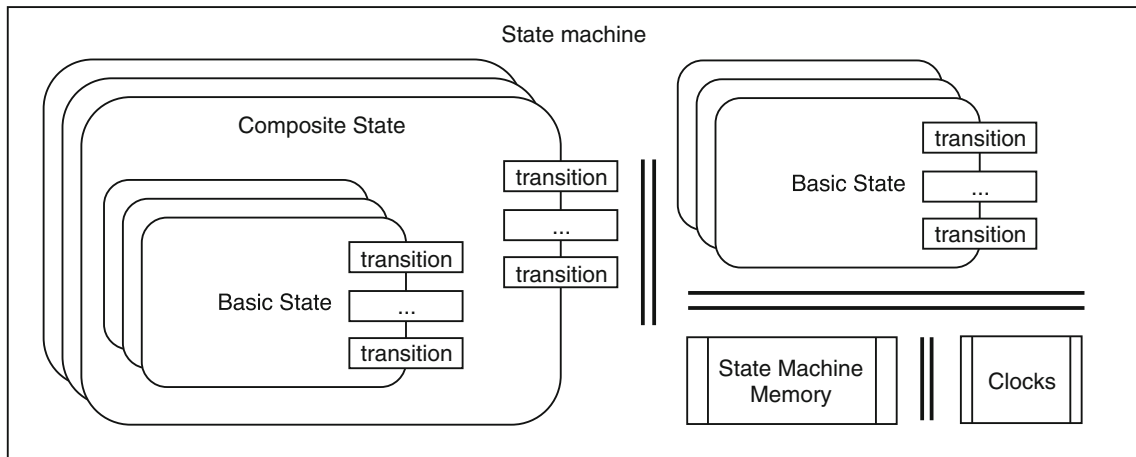 State machine
Composite State
transition
...
transition
Basic State
transition
...
transition
Basic State
transition
...
transition
State Machine
Memory
Clocks